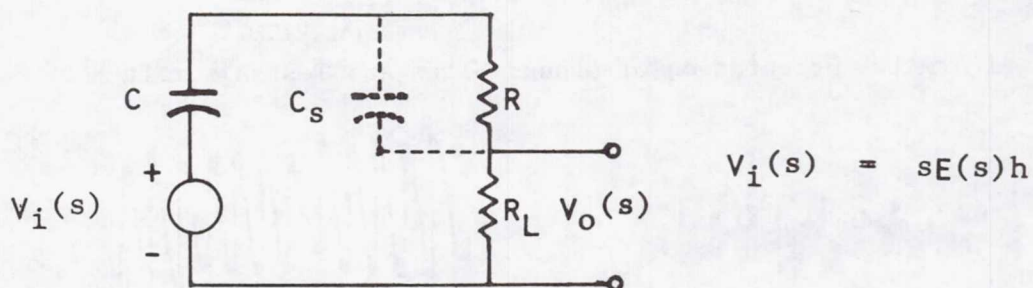 C
C_s
R
V_i(s) = sE(s)h
+
V_i(s)
-
R_L
V_o(s)